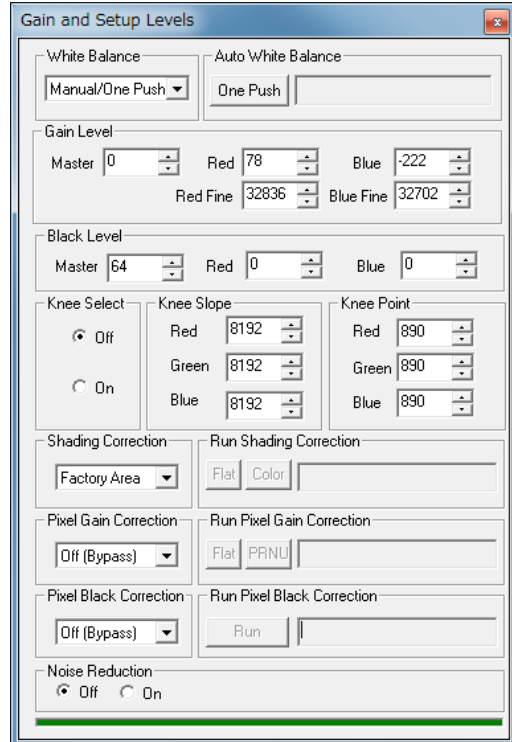 Gain and Setup Levels
White Balance Auto White Balance
Manual/One Push One Push
Gain Level
Master 0 Red 78 Blue -222
Red Fine 32836 Blue Fine 32702
Black Level
Master 64 Red 0 Blue 0
Knee Select Knee Slope Knee Point
Off Red 8192 Red 890
Green 8192 Green 890
On Blue 8192 Blue 890
Shading Correction Run Shading Correction
Factory Area Flat Color
Pixel Gain Correction Run Pixel Gain Correction
Off (Bypass) Flat PRNU
Pixel Black Correction Run Pixel Black Correction
Off (Bypass) Run
Noise Reduction
Off On